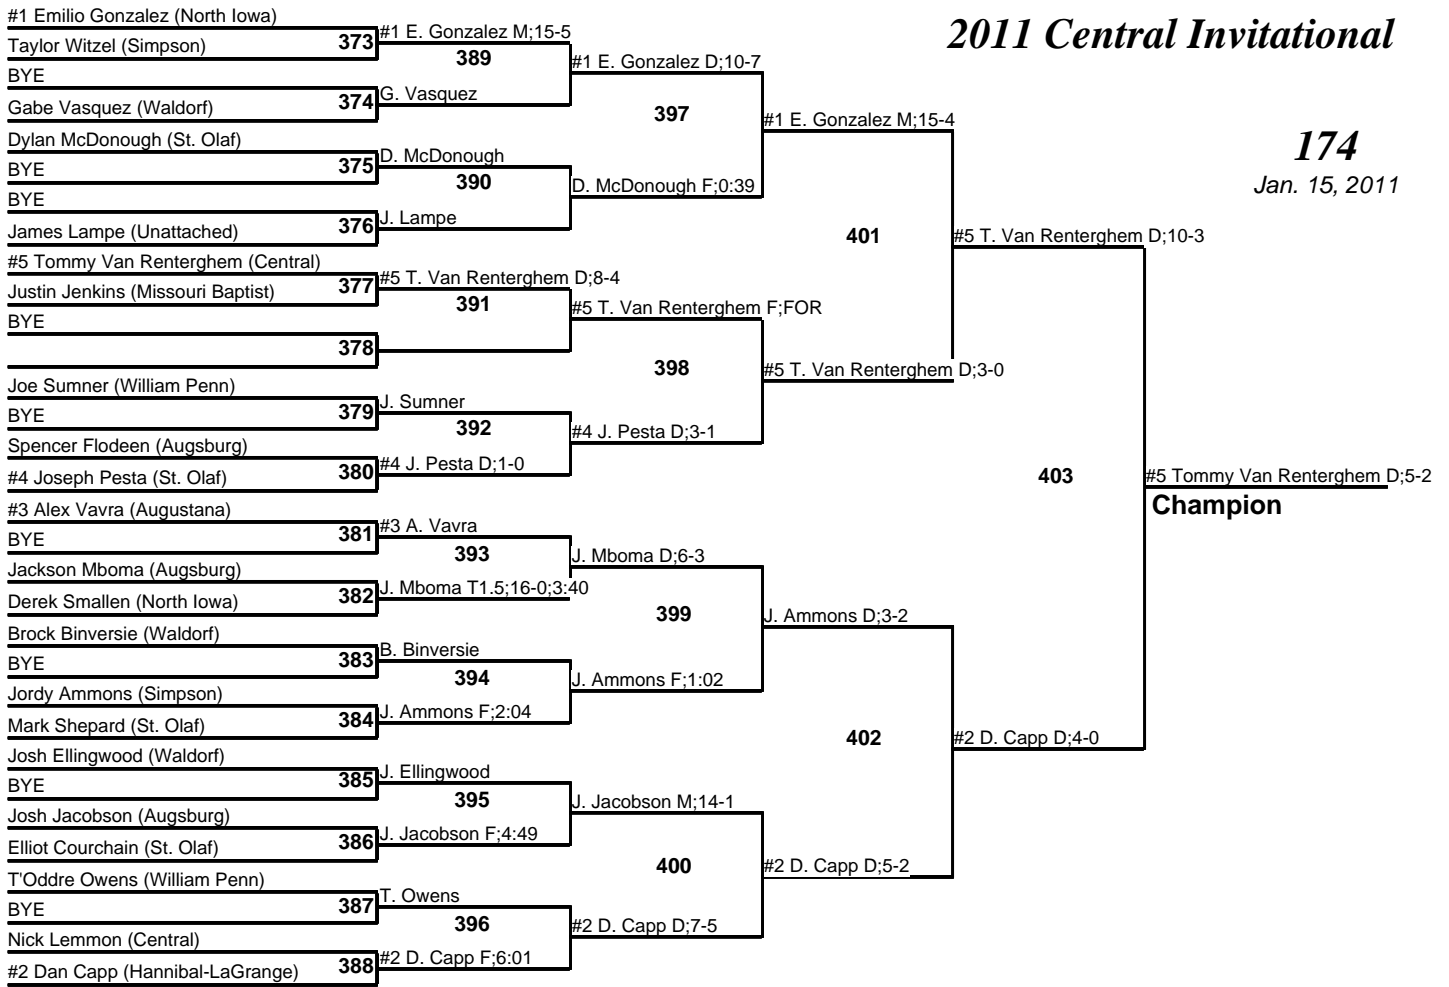 #1 Emilio Gonzalez (North Iowa)
Taylor Witzel (Simpson)
BYE
Gabe Vasquez (Waldorf)
Dylan McDonough (St. Olaf)
BYE
BYE
James Lampe (Unattached)
#5 Tommy Van Renterghem (Central)
Justin Jenkins (Missouri Baptist)
BYE
Joe Sumner (William Penn)
BYE
Spencer Flodeen (Augsburg)
#4 Joseph Pesta (St. Olaf)
#3 Alex Vavra (Augustana)
BYE
Jackson Mboma (Augsburg)
Derek Smallen (North Iowa)
Brock Binversie (Waldorf)
BYE
Jordy Ammons (Simpson)
Mark Shepard (St. Olaf)
Josh Ellingwood (Waldorf)
BYE
Josh Jacobson (Augsburg)
Elliot Courchain (St. Olaf)
T'Oddre Owens (William Penn)
BYE
Nick Lemmon (Central)
#2 Dan Capp (Hannibal-LaGrange)
373
374
375
376
377
378
379
380
381
382
383
384
385
386
387
388
#1 E. Gonzalez M;15-5
389
G. Vasquez
D. McDonough
390
J. Lampe
#5 T. Van Renterghem D;8-4
391
J. Sumner
392
#4 J. Pesta D;1-0
#3 A. Vavra
393
J. Mboma T1.5;16-0;3:40
B. Binversie
394
J. Ammons F;2:04
J. Ellingwood
395
J. Jacobson F;4:49
T. Owens
396
#2 D. Capp F;6:01
#1 E. Gonzalez D;10-7
397
D. McDonough F;0:39
#5 T. Van Renterghem F;FOR
398
#4 J. Pesta D;3-1
J. Mboma D;6-3
399
J. Ammons F;1:02
J. Jacobson M;14-1
400
#2 D. Capp D;7-5
#1 E. Gonzalez M;15-4
401
#5 T. Van Renterghem D;3-0
J. Ammons D;3-2
402
#2 D. Capp D;5-2
#5 T. Van Renterghem D;10-3
403
#2 D. Capp D;4-0
#5 Tommy Van Renterghem D;5-2
Champion
2011 Central Invitational
174
Jan. 15, 2011